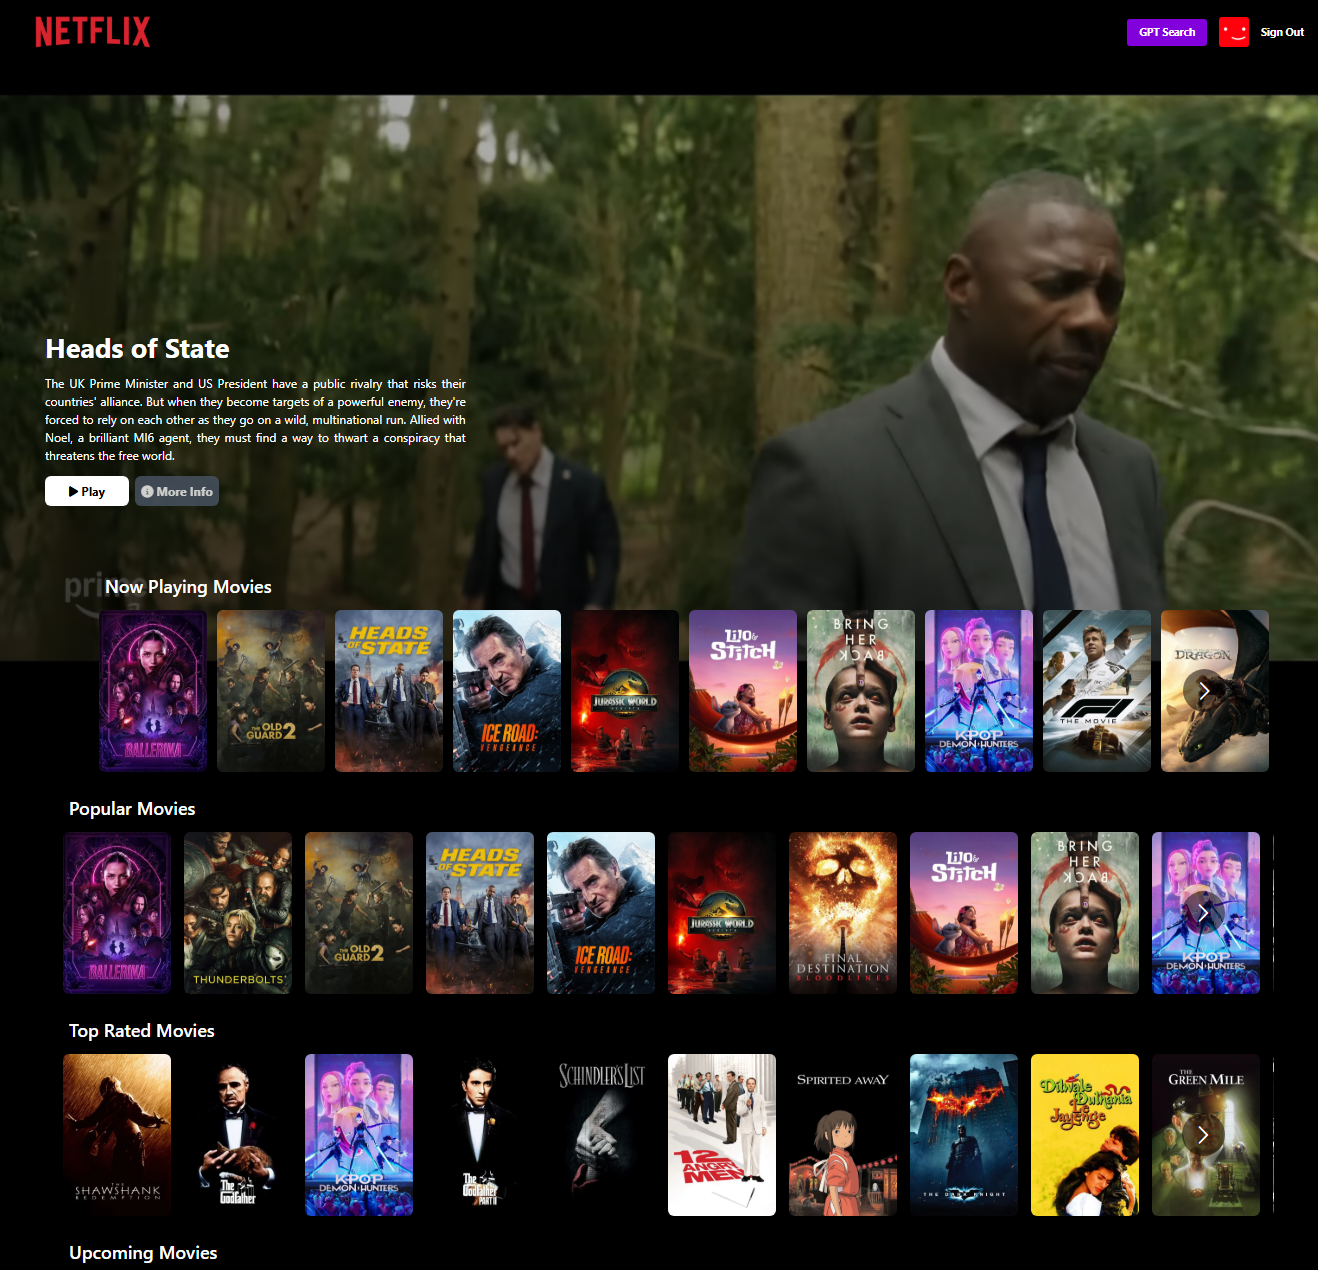 NETFLIX
GPT Search
Sign Out
Heads of State
The UK Prime Minister and US President have a public rivalry that risks their
countries' alliance. But when they become targets of a powerful enemy, they're
forced to rely on each other as they go on a wild, multinational run. Allied with
Noel, a brilliant MI6 agent, they must find a way to thwart a conspiracy that
threatens the free world.
Play
More Info
prime
Now Playing Movies
BALLERINA
THE OLD
GUARD 2
HEADS
OF STATE
ICE ROAD:
VENGEANCE
JURASSIC WORLD
LILO &
STITCH
BRING
HER
BACK
KPOP
DEMON HUNTERS
F1
THE MOVIE
DRAGON
Popular Movies
BALLERINA
THUNDERBOLTS*
THE OLD
GUARD 2
HEADS
OF STATE
ICE ROAD:
VENGEANCE
JURASSIC WORLD
FINAL
DESTINATION
BLOODLINES
LILO &
STITCH
BRING
HER
BACK
KPOP
DEMON HUNTERS
Top Rated Movies
THE
SHAWSHANK
REDEMPTION
The
Godfather
KPOP
DEMON HUNTERS
The
Godfather
PART II
SCHINDLER'S LIST
12
ANGRY
MEN
SPIRITED AWAY
THE DARK KNIGHT
Dilwale
Dulhania
Le
Jayenge
THE
GREEN MILE
Upcoming Movies